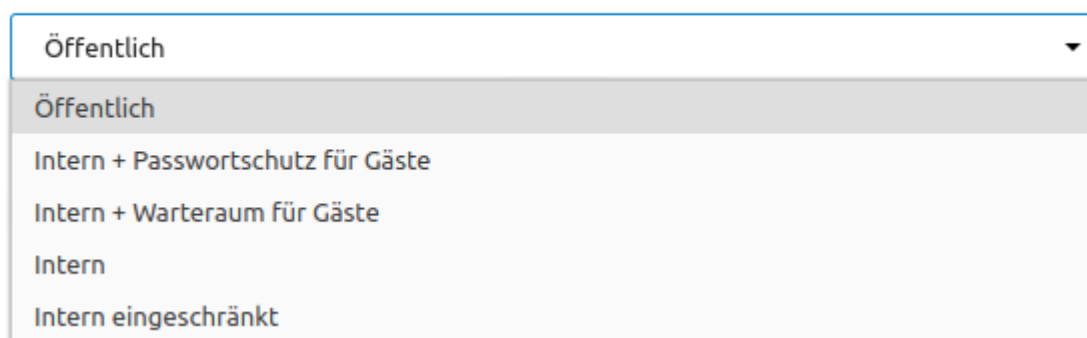 Öffentlich
Öffentlich
Intern + Passwortschutz für Gäste
Intern + Warteraum für Gäste
Intern
Intern eingeschränkt